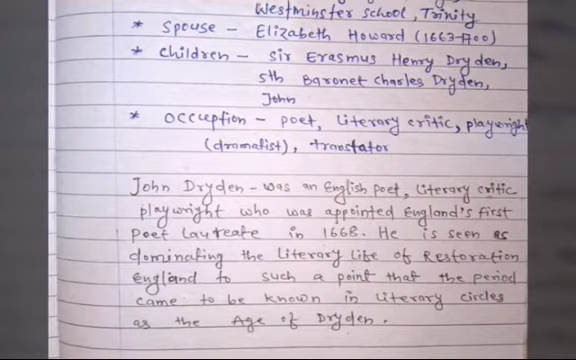 Westminster School, Trinity
* Spouse - Elizabeth Howard (1663-1700)
* Children - Sir Erasmus Henry Dryden,
5th Baronet Charles Dryden,
John
* Occuption - poet, Literary critic, playwright
(dramatist), translator
John Dryden - was an English poet, Literary critic
playwright who was appointed England's first
Poet Laureate in 1668. He is seen as
dominating the Literary Life of Restoration
England to such a point that the period
came to be known in Literary circles
as the Age of Dryden.